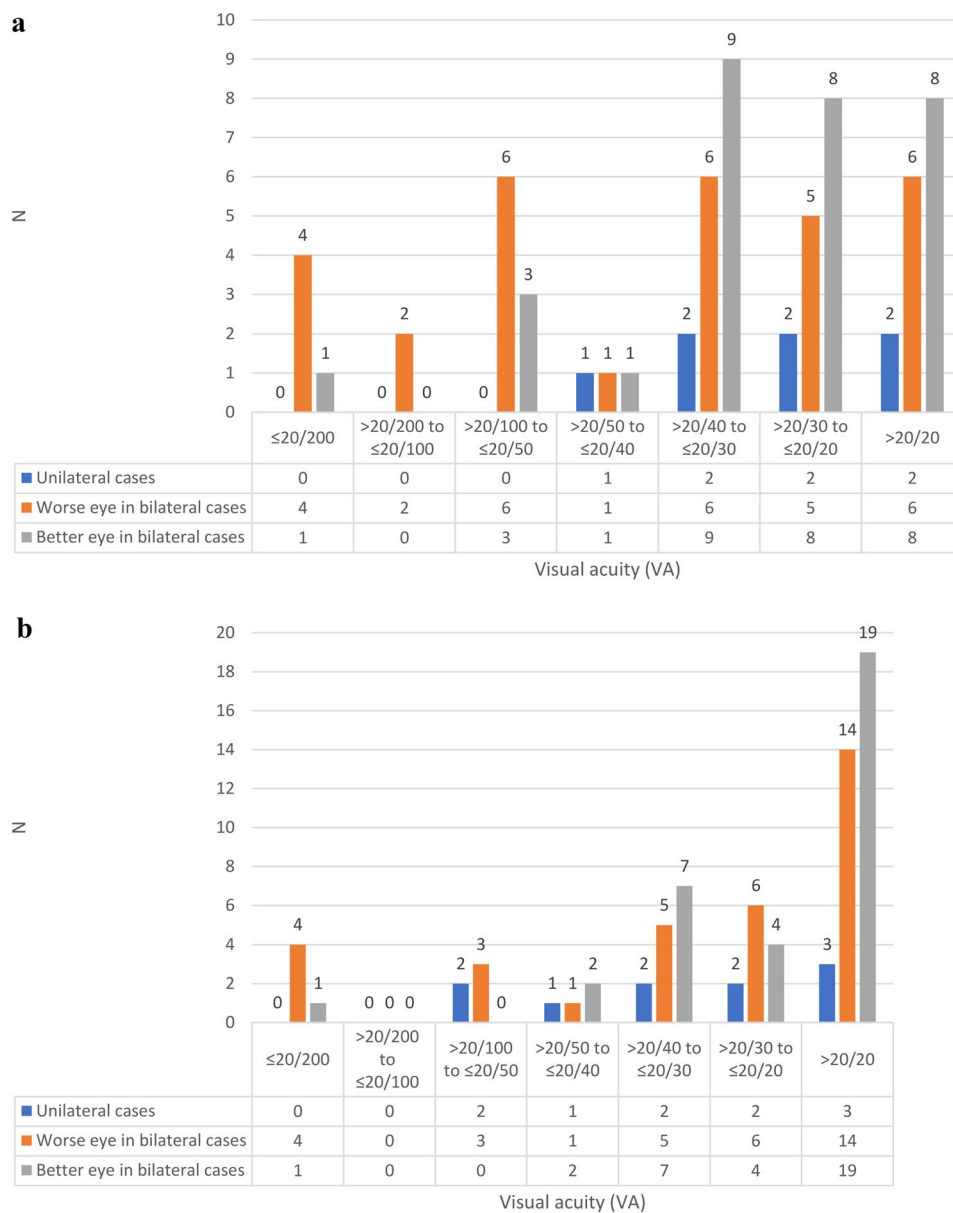 a
10
9
8
7
6
5
4
3
2
1
0
N
0 4 1
0 2 0
0 6 3
1 1 1
2 6 9
2 5 8
2 6 8
≤20/200 >20/200 to ≤20/100 >20/100 to ≤20/50 >20/50 to ≤20/40 >20/40 to ≤20/30 >20/30 to ≤20/20 >20/20
Unilateral cases 0 0 0 1 2 2 2
Worse eye in bilateral cases 4 2 6 1 6 5 6
Better eye in bilateral cases 1 0 3 1 9 8 8
Visual acuity (VA)
b
20
18
16
14
12
10
8
6
4
2
0
N
0 4 1
0 0 0
2 3 0
1 1 2
2 5 7
2 6 4
3 14 19
≤20/200 >20/200 to ≤20/100 >20/100 to ≤20/50 >20/50 to ≤20/40 >20/40 to ≤20/30 >20/30 to ≤20/20 >20/20
Unilateral cases 0 0 2 1 2 2 3
Worse eye in bilateral cases 4 0 3 1 5 6 14
Better eye in bilateral cases 1 0 0 2 7 4 19
Visual acuity (VA)